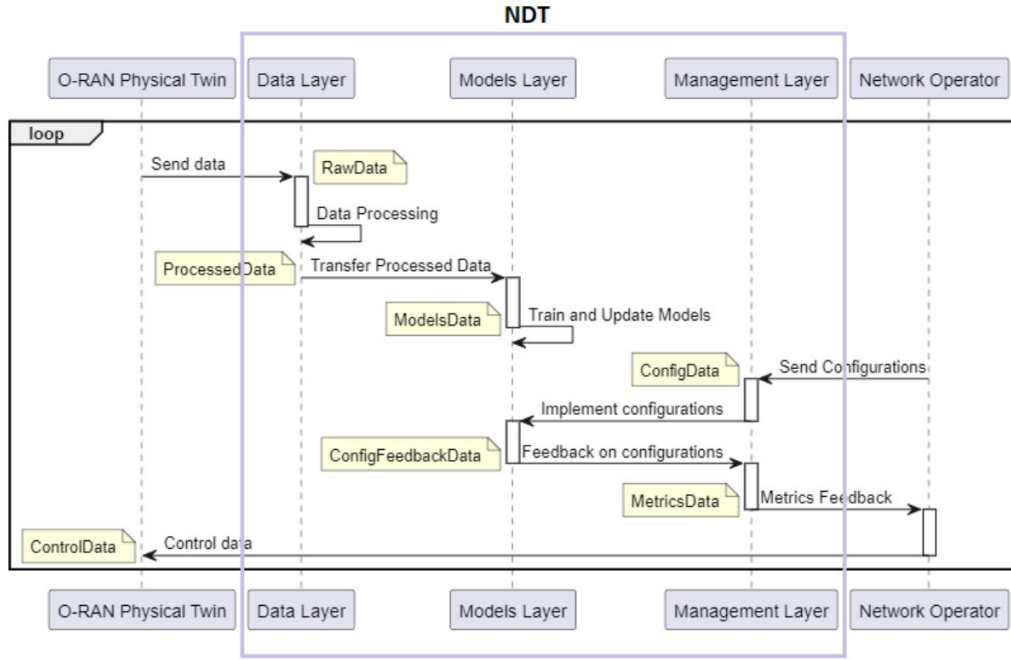 NDT
O-RAN Physical Twin
Data Layer
Models Layer
Management Layer
Network Operator
loop
Send data
RawData
Data Processing
ProcessedData
Transfer Processed Data
ModelsData
Train and Update Models
ConfigData
Send Configurations
Implement configurations
ConfigFeedbackData
Feedback on configurations
MetricsData
Metrics Feedback
ControlData
Control data
O-RAN Physical Twin
Data Layer
Models Layer
Management Layer
Network Operator